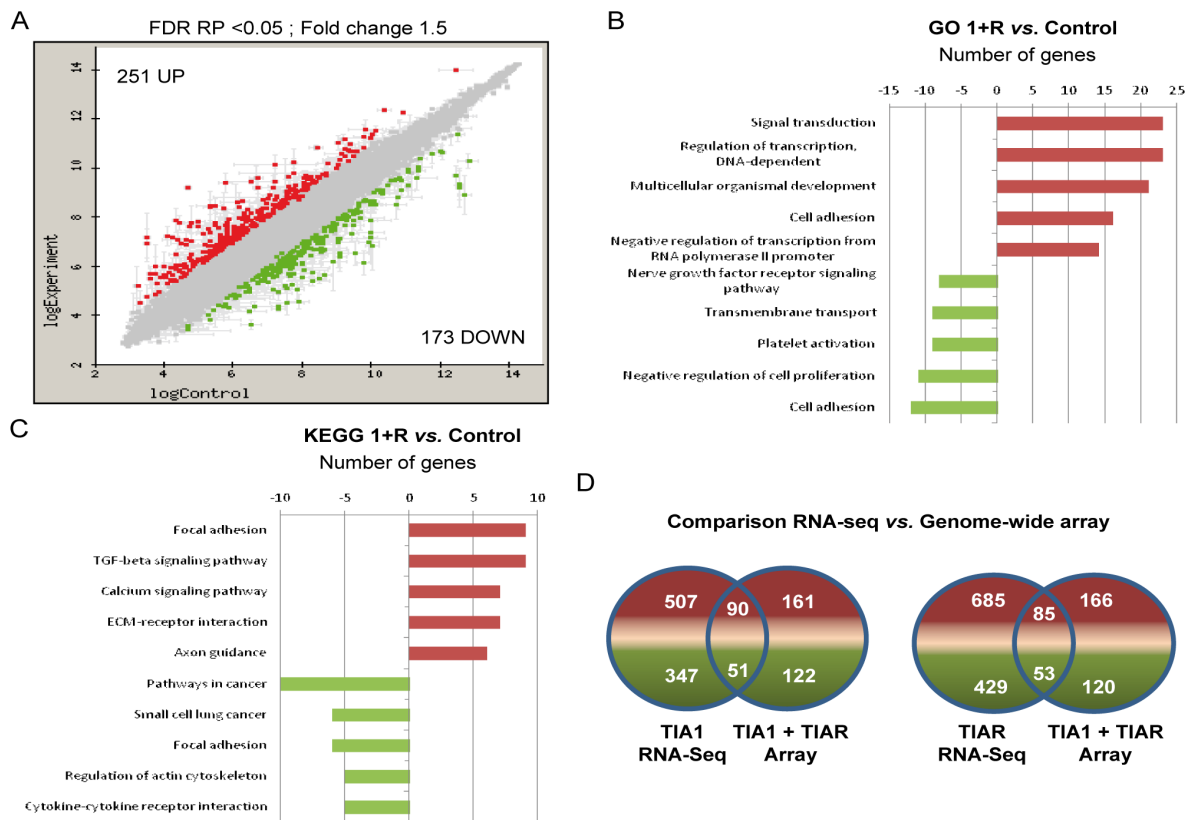 A
FDR RP <0.05 ; Fold change 1.5
251 UP
173 DOWN
logExperiment
14
12
10
8
6
4
2
2
4
6
8
10
12
14
logControl
B
GO 1+R vs. Control
Number of genes
-15 -10 -5 0 5 10 15 20 25
Signal transduction
Regulation of transcription,
DNA-dependent
Multicellular organismal development
Cell adhesion
Negative regulation of transcription from
RNA polymerase II promoter
Nerve growth factor receptor signaling
pathway
Transmembrane transport
Platelet activation
Negative regulation of cell proliferation
Cell adhesion
C
KEGG 1+R vs. Control
Number of genes
-10 -5 0 5 10
Focal adhesion
TGF-beta signaling pathway
Calcium signaling pathway
ECM-receptor interaction
Axon guidance
Pathways in cancer
Small cell lung cancer
Focal adhesion
Regulation of actin cytoskeleton
Cytokine-cytokine receptor interaction
D
Comparison RNA-seq vs. Genome-wide array
507 90 161
347 51 122
TIA1
RNA-Seq
TIA1 + TIAR
Array
685 85 166
429 53 120
TIAR
RNA-Seq
TIA1 + TIAR
Array